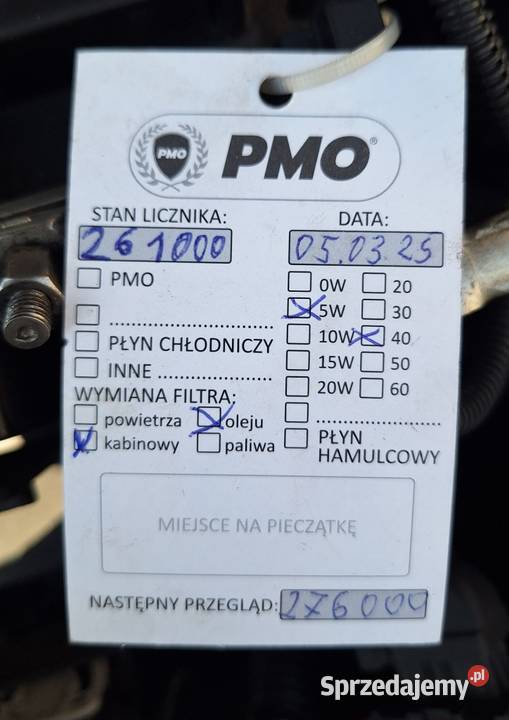 PMO
PMO®
STAN LICZNIKA:
261000
DATA:
05.03.25
PMO
....................................
PŁYN CHŁODNICZY
INNE .........................
WYMIANA FILTRA:
powietrza
oleju
kabinowy
paliwa
0W 20
5W 30
10W 40
15W 50
20W 60
...........................
PŁYN
HAMULCOWY
MIEJSCE NA PIECZĄTKĘ
NASTĘPNY PRZEGLĄD: 276000
Sprzedajemy.pl